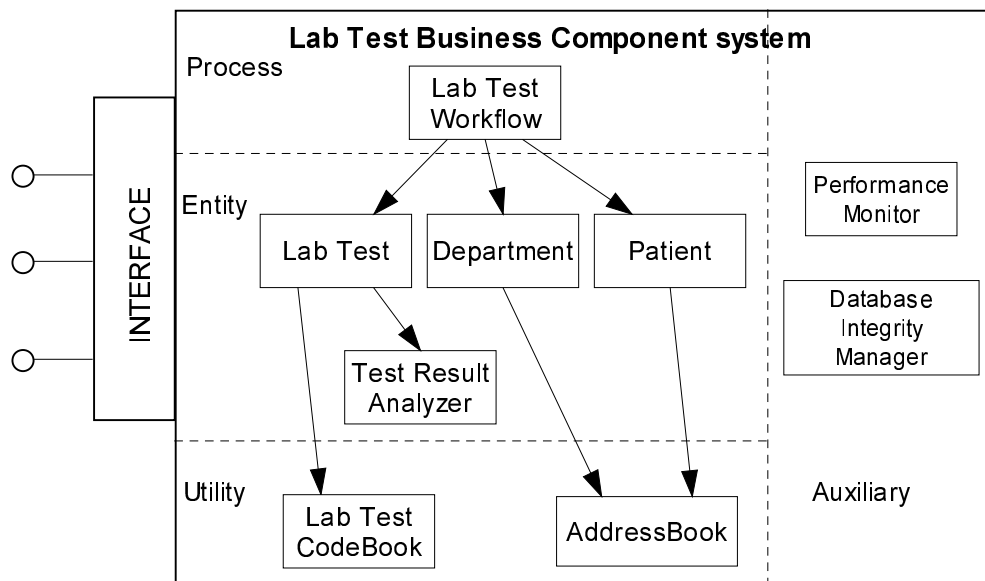 Lab Test Business Component system
Process
Lab Test
Workflow
INTERFACE
Entity
Lab Test
Department
Patient
Performance
Monitor
Database
Integrity
Manager
Test Result
Analyzer
Utility
Lab Test
CodeBook
AddressBook
Auxiliary